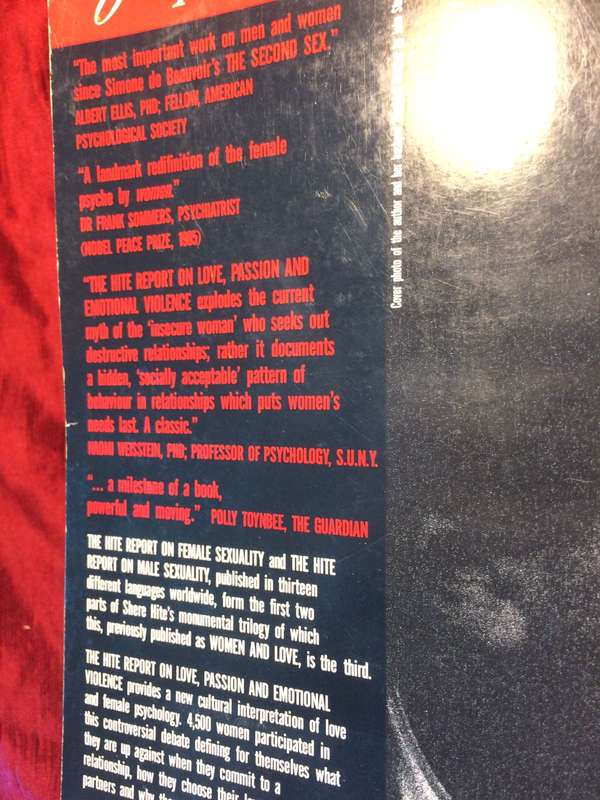 "The most important work on men and women
since Simone de Beauvoir's THE SECOND SEX."
ALBERT ELLIS, PHD; FELLOW, AMERICAN
PSYCHOLOGICAL SOCIETY
"A landmark redifinition of the female
psyche by women."
DR FRANK SOMMERS, PSYCHIATRIST
(NOBEL PEACE PRIZE, 1985)
"THE HITE REPORT ON LOVE, PASSION AND
EMOTIONAL VIOLENCE explodes the current
myth of the 'insecure woman' who seeks out
destructive relationships; rather it documents
a hidden, 'socially acceptable' pattern of
behaviour in relationships which puts women's
needs last. A classic."
NAOMI WEISSTEIN, PHD; PROFESSOR OF PSYCHOLOGY, S.U.N.Y.
"... a milestone of a book,
powerful and moving." POLLY TOYNBEE, THE GUARDIAN
THE HITE REPORT ON FEMALE SEXUALITY and THE HITE
REPORT ON MALE SEXUALITY, published in thirteen
different languages worldwide, form the first two
parts of Shere Hite's monumental trilogy of which
this, previously published as WOMEN AND LOVE, is the third.
THE HITE REPORT ON LOVE, PASSION AND EMOTIONAL
VIOLENCE provides a new cultural interpretation of love
and female psychology. 4,500 women participated in
this controversial debate defining for themselves what
they are up against when they commit to a
relationship, how they choose their
partners and why
Cover photo of the author and her